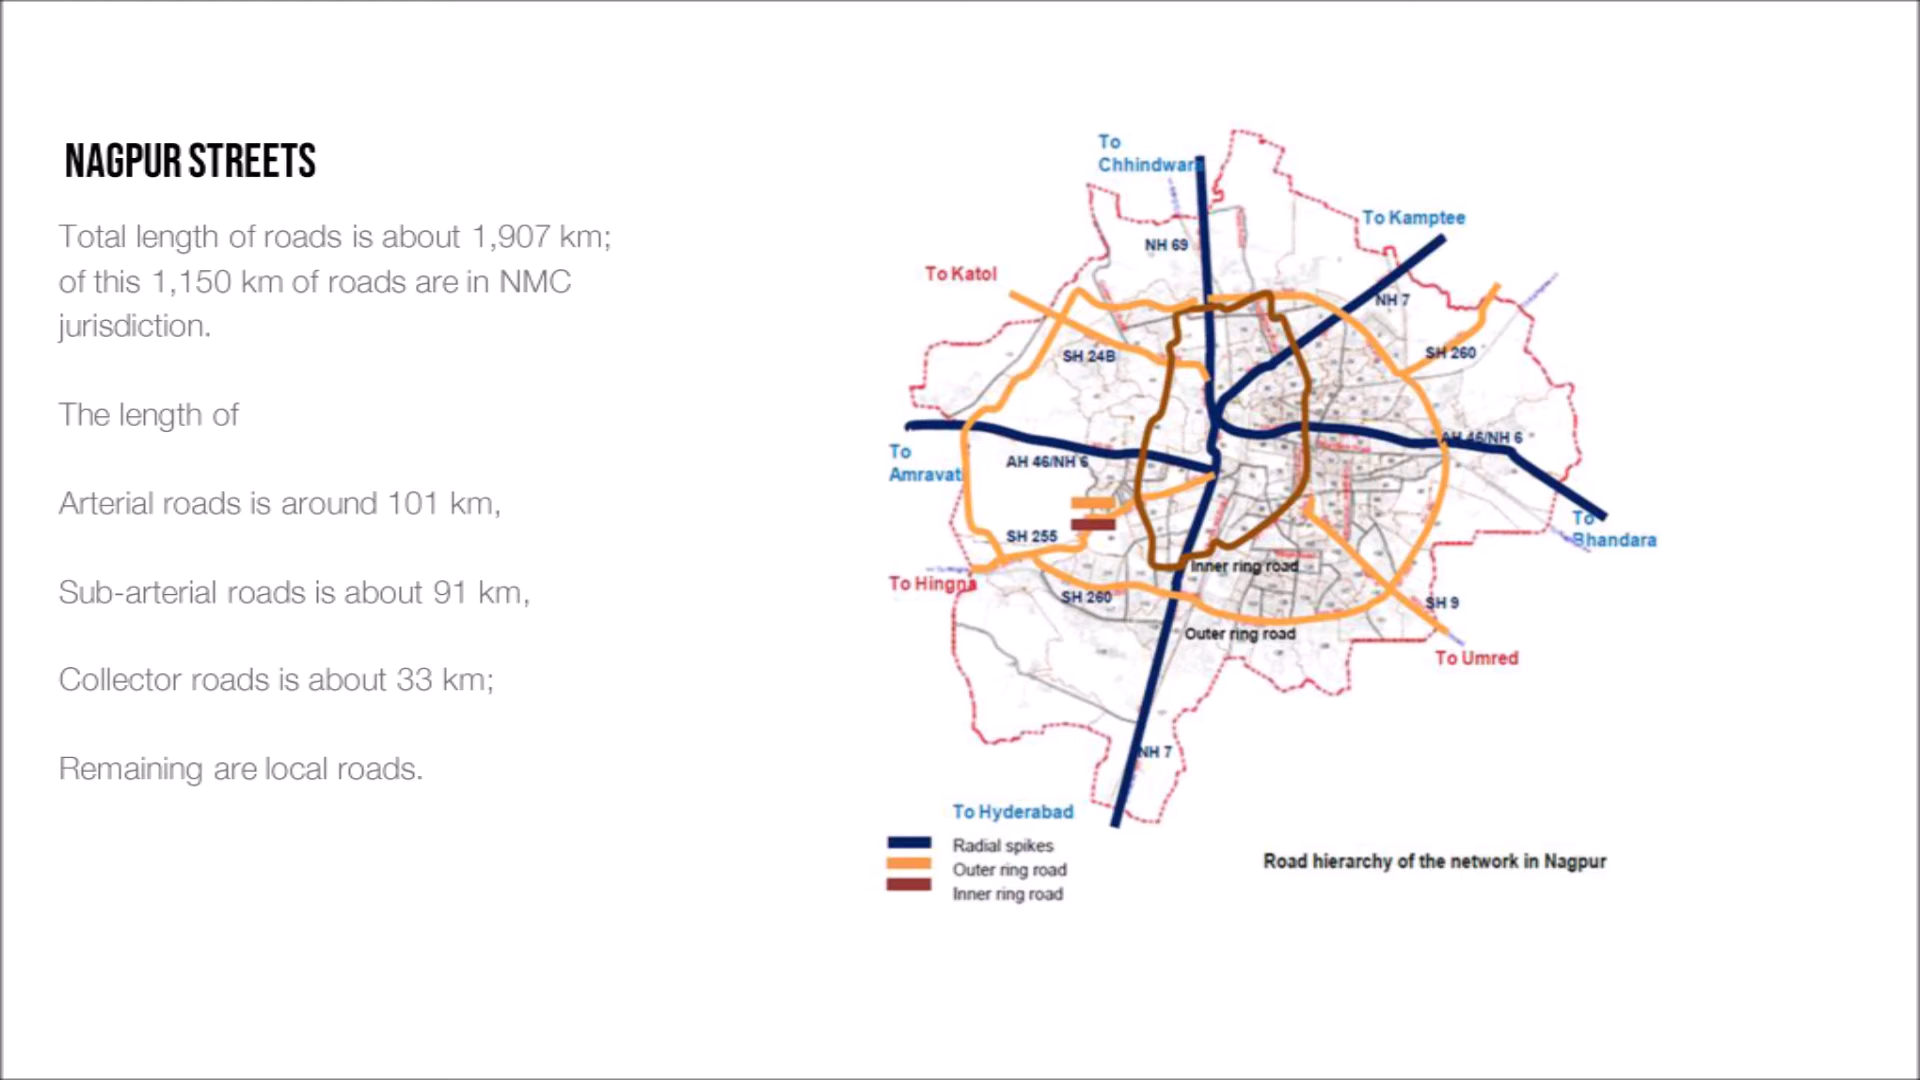 NAGPUR STREETS
Total length of roads is about 1,907 km;
of this 1,150 km of roads are in NMC
jurisdiction.
The length of
Arterial roads is around 101 km,
Sub-arterial roads is about 91 km,
Collector roads is about 33 km;
Remaining are local roads.
To
Chhindwara
To Kamptee
NH 69
To Katol
NH 7
SH 24B
SH 260
AH 46/NH 6
To
Amravati
AH 46/NH 6
To
Bhandara
SH 255
Inner ring road
To Hingna
SH 260
SH 9
Outer ring road
To Umred
NH 7
To Hyderabad
Radial spikes
Outer ring road
Inner ring road
Road hierarchy of the network in Nagpur